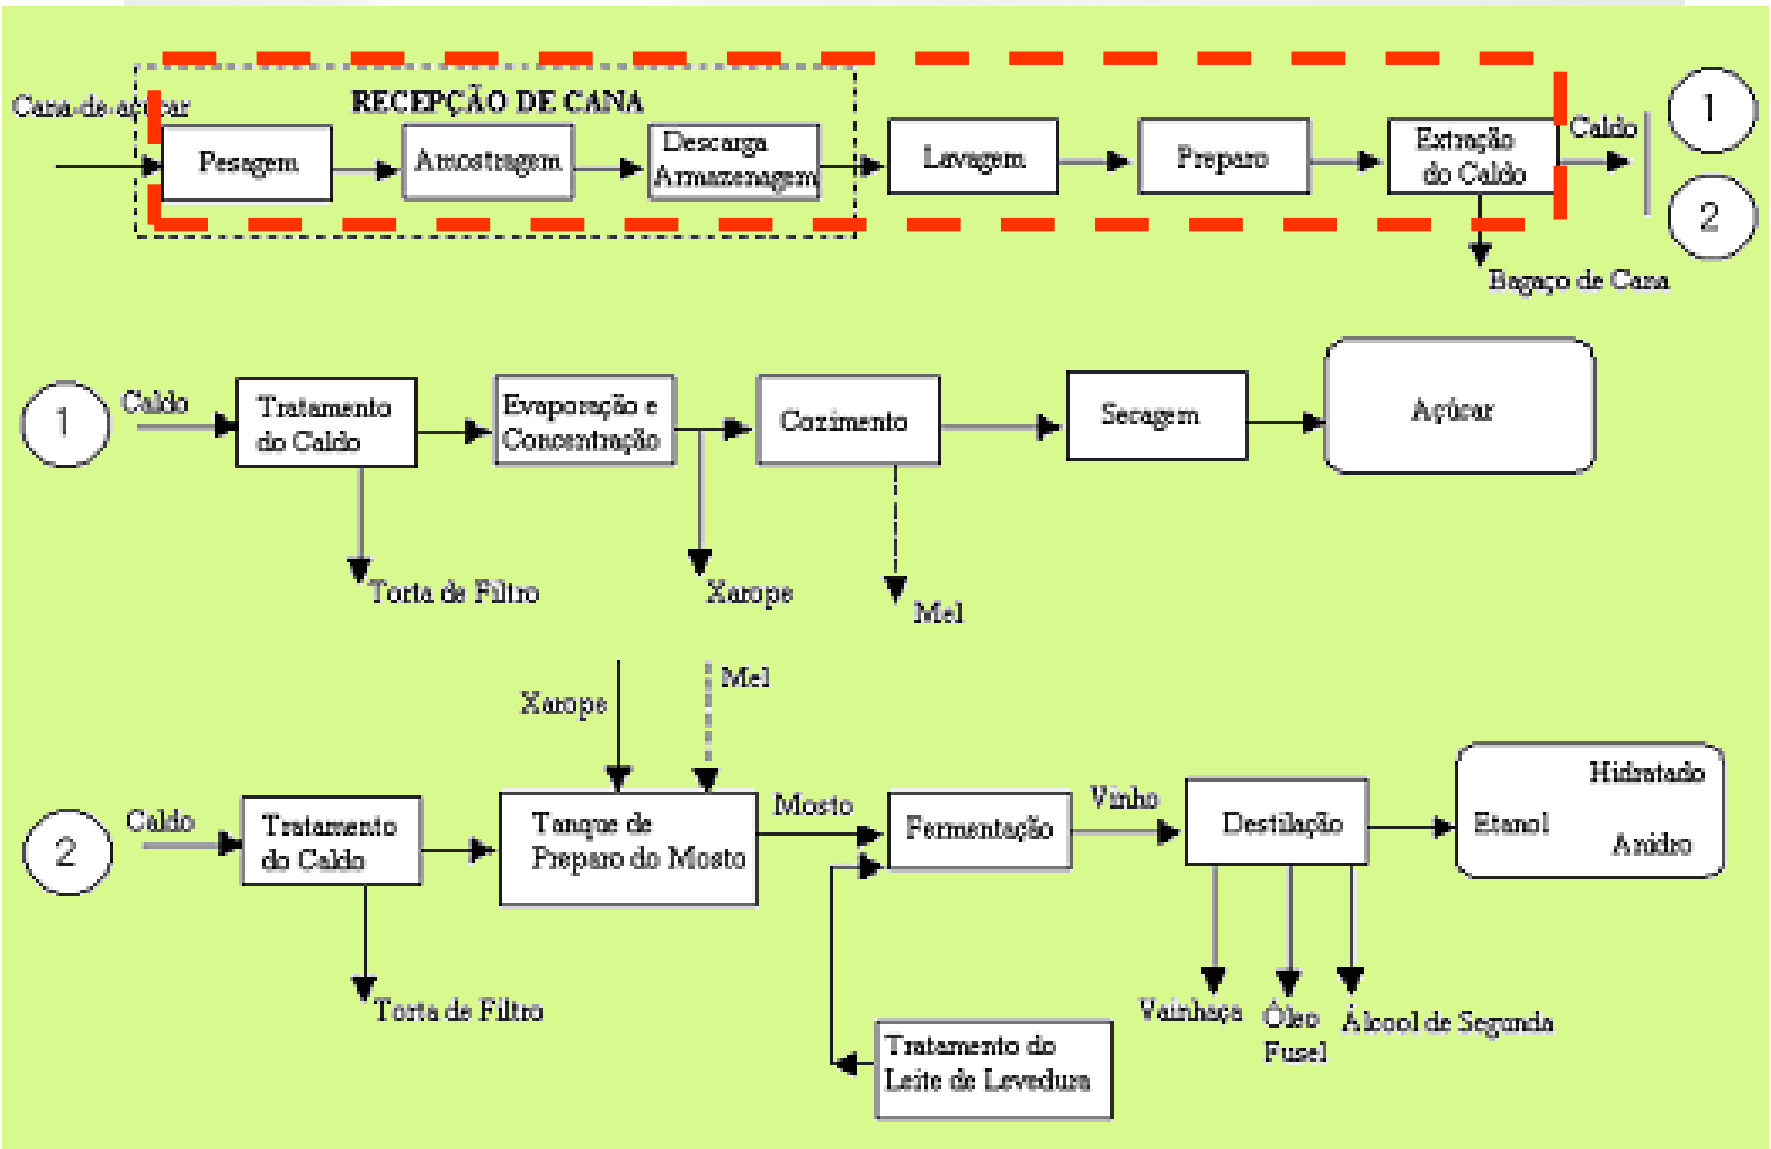 RECEPÇÃO DE CANA
Cana-de-açúcar
Pesagem
Amostragem
Descarga
Armazenagem
Lavagem
Preparo
Extração
do Caldo
Caldo
1
2
Bagaço de Cana
1
Caldo
Tratamento
do Caldo
Evaporação e
Concentração
Cozimento
Secagem
Açúcar
Torta de Filtro
Xarope
Mel
Xarope
Mel
2
Caldo
Tratamento
do Caldo
Tanque de
Preparo do Mosto
Mosto
Fermentação
Vinho
Destilação
Hidratado
Etanol
Anidro
Torta de Filtro
Vainhaça
Óleo
Fusel
Álcool de Segunda
Tratamento do
Leite de Levedura